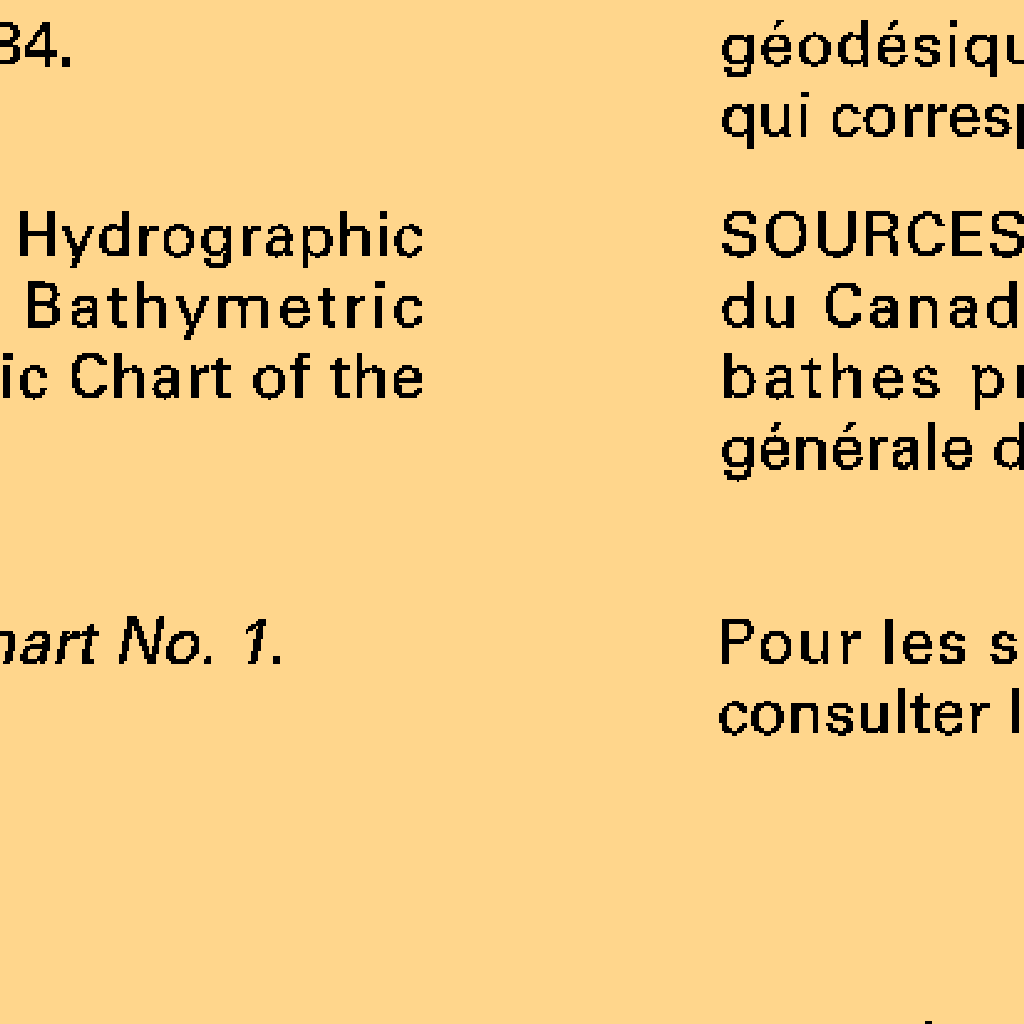 84.
Hydrographic
Bathymetric
ic Chart of the
hart No. 1.
géodésiqu
qui corresp
SOURCES
du Canad
bathes pr
générale d
Pour les s
consulter l